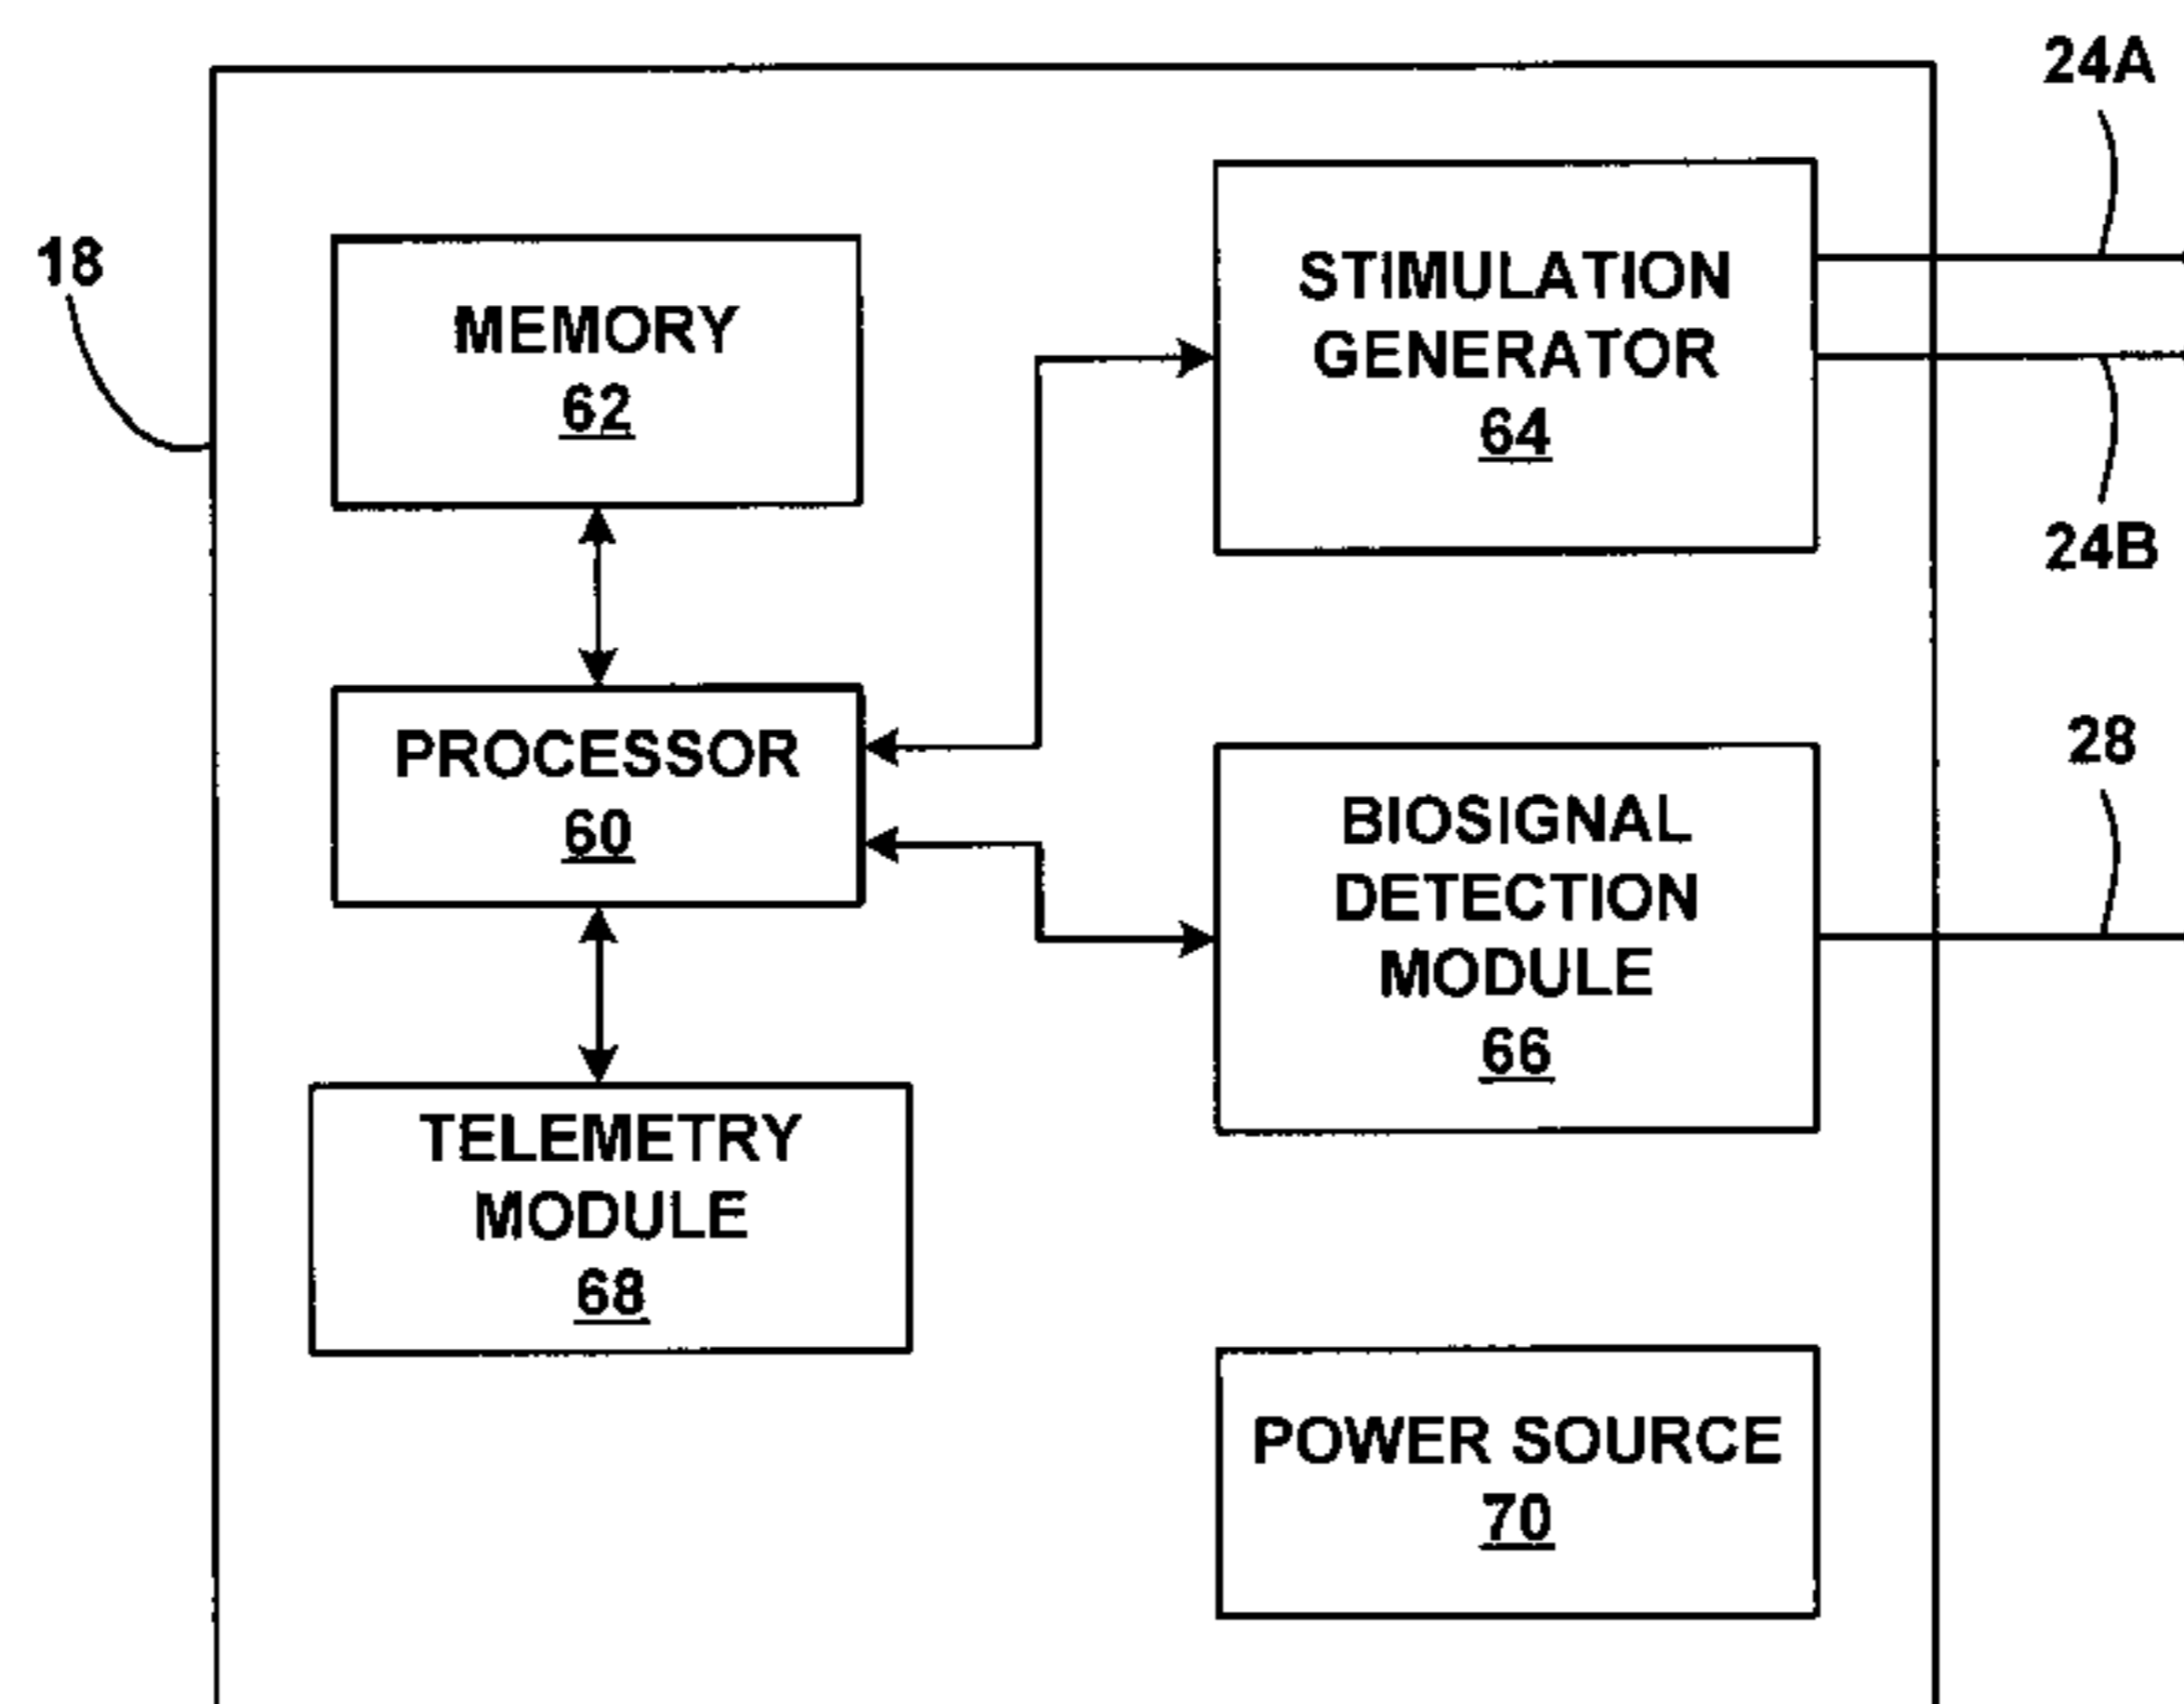 24A
18
MEMORY
62
STIMULATION
GENERATOR
64
24B
PROCESSOR
60
28
BIOSIGNAL
DETECTION
MODULE
66
TELEMETRY
MODULE
68
POWER SOURCE
70